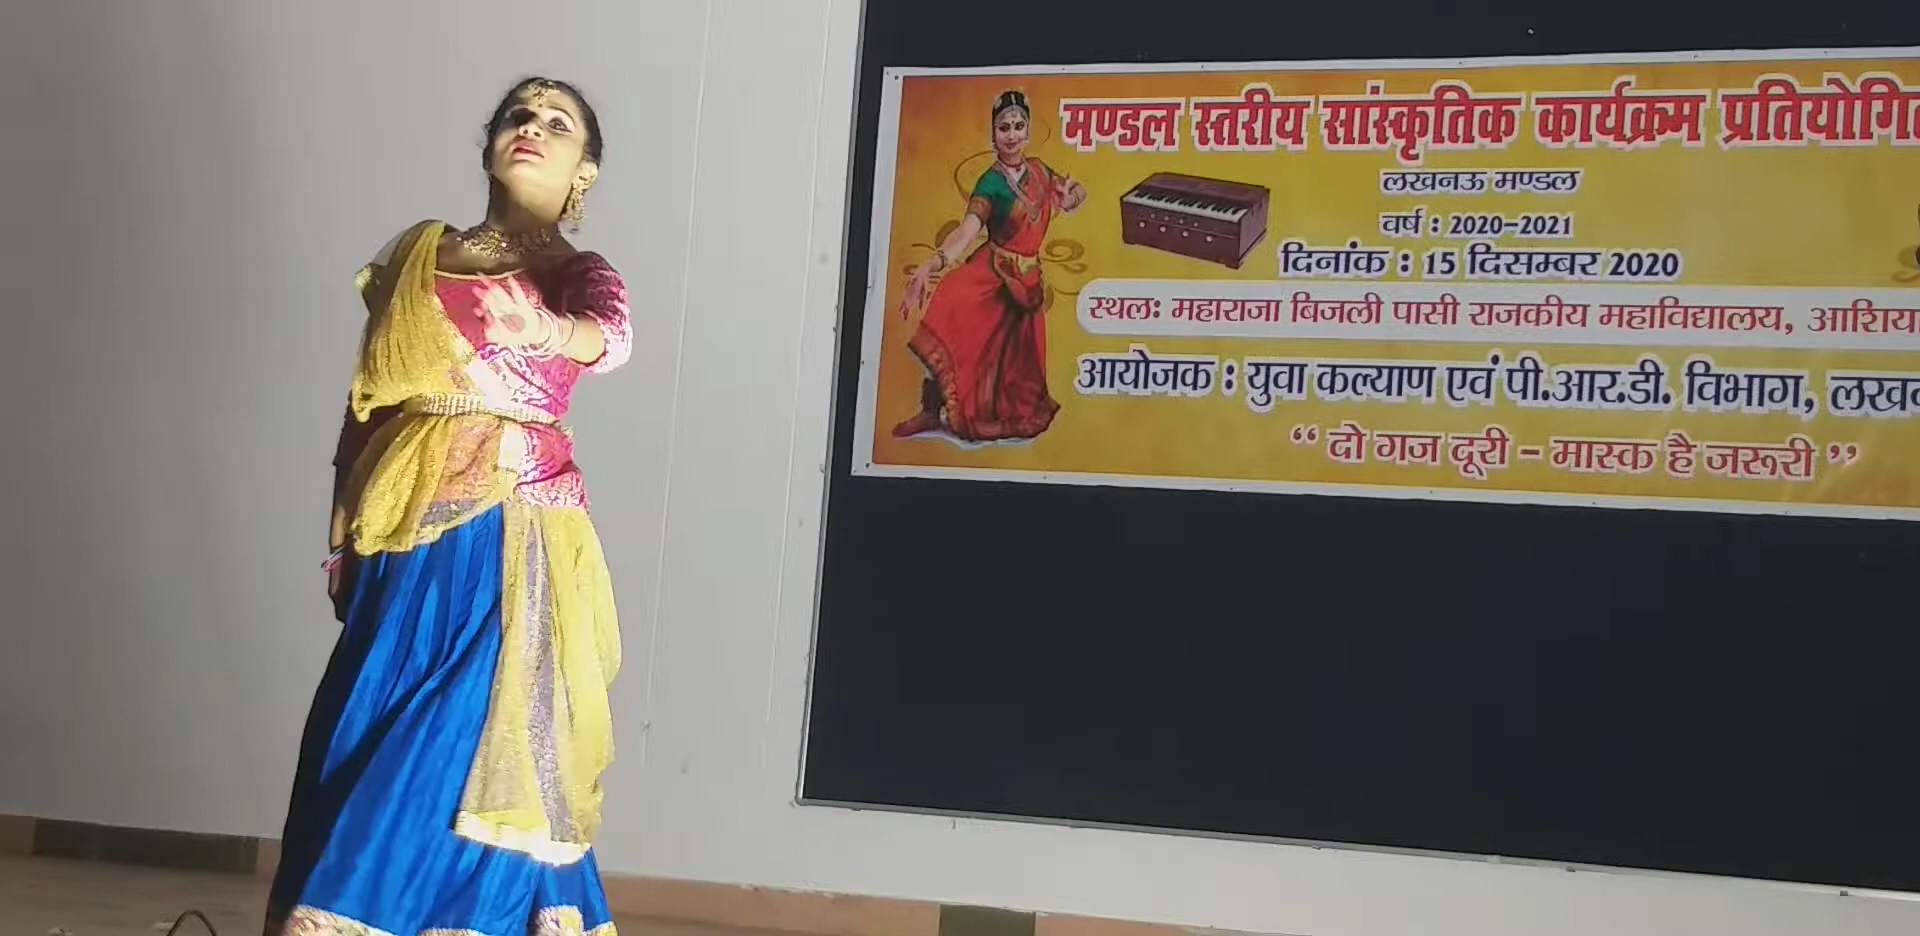 मण्डल स्तरीय सांस्कृतिक कार्यक्रम प्रतियोगित
लखनऊ मण्डल
वर्ष : 2020-2021
दिनांक : 15 दिसम्बर 2020
स्थलः महाराजा बिजली पासी राजकीय महाविद्यालय, आशिया
आयोजक : युवा कल्याण एवं पी.आर.डी. विभाग, लखन
“ दो गज दूरी - मास्क है जरूरी ”